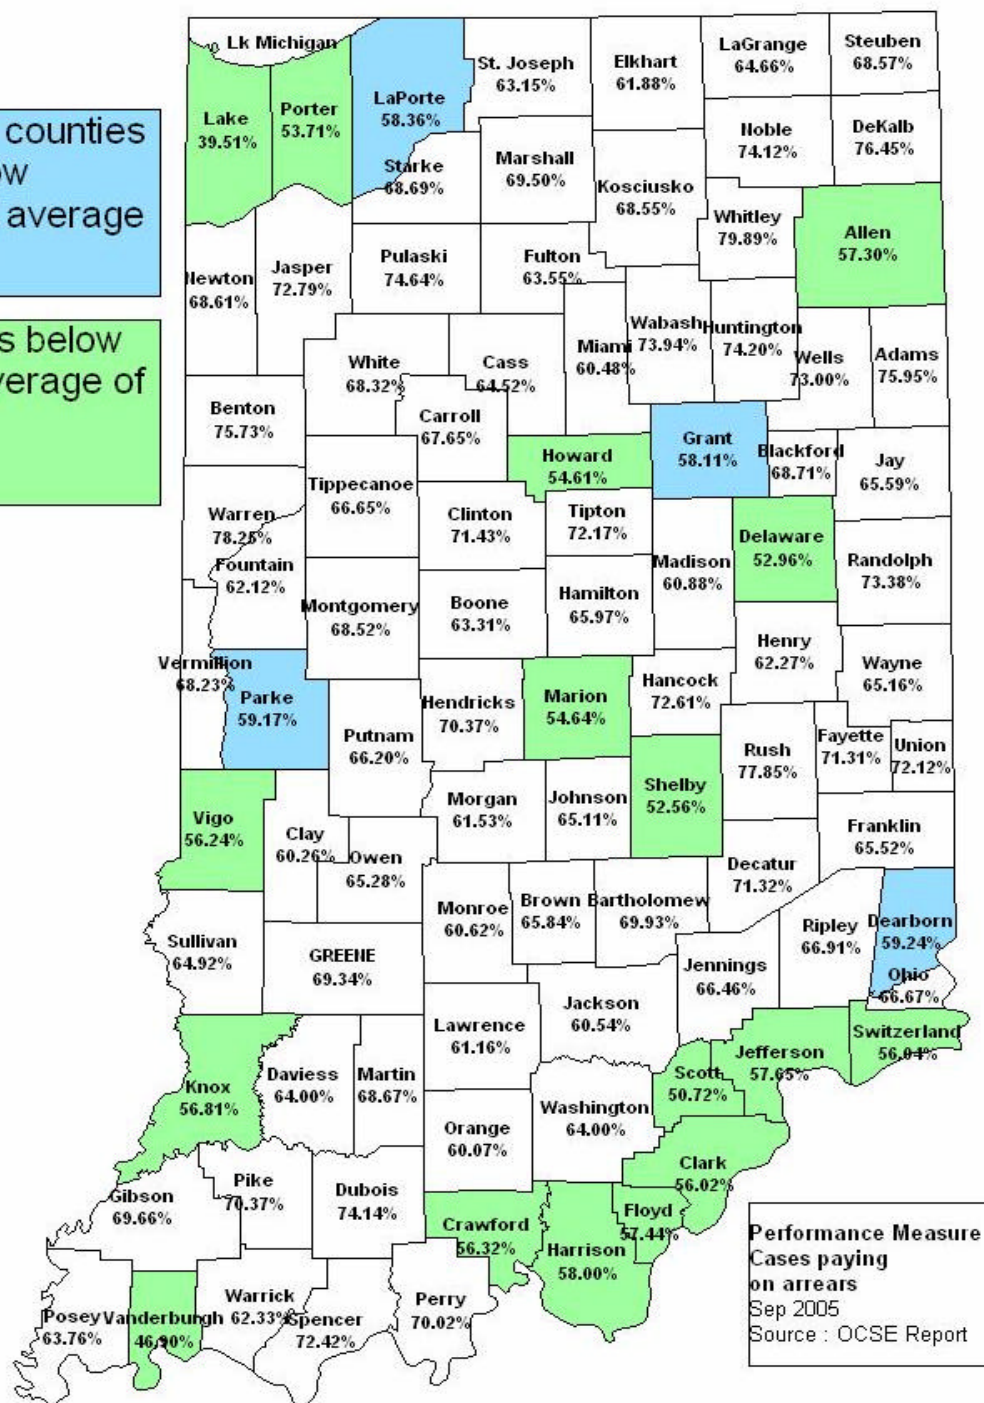 counties
average
below
verage of
Lk Michigan
St. Joseph
63.15%
Elkhart
61.88%
LaGrange
64.66%
Steuben
68.57%
Lake
39.51%
Porter
53.71%
LaPorte
58.36%
Starke
68.69%
Marshall
69.50%
Kosciusko
68.55%
Noble
74.12%
DeKalb
76.45%
Whitley
79.89%
Allen
57.30%
Newton
68.61%
Jasper
72.79%
Pulaski
74.64%
Fulton
63.55%
White
68.32%
Cass
64.52%
Miami
60.48%
Wabash
73.94%
Huntington
74.20%
Wells
73.00%
Adams
75.95%
Benton
75.73%
Carroll
67.65%
Howard
54.61%
Grant
58.11%
Blackford
68.71%
Jay
65.59%
Warren
78.25%
Tippecanoe
66.65%
Clinton
71.43%
Tipton
72.17%
Madison
60.88%
Delaware
52.96%
Randolph
73.38%
Fountain
62.12%
Montgomery
68.52%
Boone
63.31%
Hamilton
65.97%
Henry
62.27%
Wayne
65.16%
Vermillion
68.23%
Parke
59.17%
Putnam
66.20%
Hendricks
70.37%
Marion
54.64%
Hancock
72.61%
Rush
77.85%
Fayette
71.31%
Union
72.12%
Vigo
56.24%
Clay
60.26%
Owen
65.28%
Morgan
61.53%
Johnson
65.11%
Shelby
52.56%
Decatur
71.32%
Franklin
65.52%
Sullivan
64.92%
GREENE
69.34%
Monroe
60.62%
Brown
65.84%
Bartholomew
69.93%
Jennings
66.46%
Ripley
66.91%
Dearborn
59.24%
Ohio
66.67%
Knox
56.81%
Daviess
64.00%
Martin
68.67%
Lawrence
61.16%
Jackson
60.54%
Scott
50.72%
Jefferson
57.65%
Switzerland
56.04%
Orange
60.07%
Washington
64.00%
Clark
56.02%
Gibson
69.66%
Pike
70.37%
Dubois
74.14%
Crawford
56.32%
Harrison
58.00%
Floyd
57.44%
Posey
63.76%
Vanderburgh
46.90%
Warrick
62.33%
Spencer
72.42%
Perry
70.02%
Performance Measure
Cases paying
on arrears
Sep 2005
Source : OCSE Report